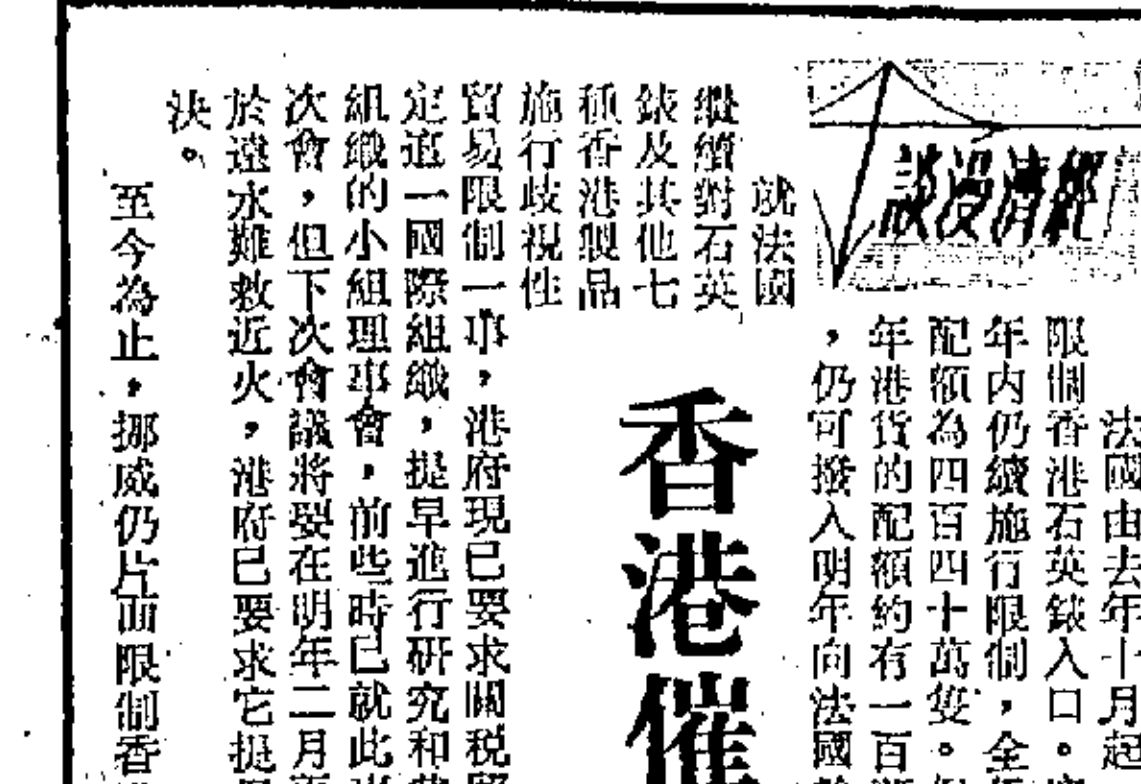 經濟漫談
法國由去年十月起
限制香港石英錶入口。
年內仍續施行限制，全
配額為四百四十萬隻。
年港貨的配額約有一百
，仍可撥入明年向法國
香港催
就法國
繼續對石英
錶及其他七
種香港製品
施行歧視性
貿易限制一事，港府現已要求關稅
定這一國際組織，提早進行研究和
組織的小組理事會，前些時已就此
次會，但下次會議將要在明年二月
於遠水難救近火，港府已要求它提
決。
至今為止，挪威仍片面限制香